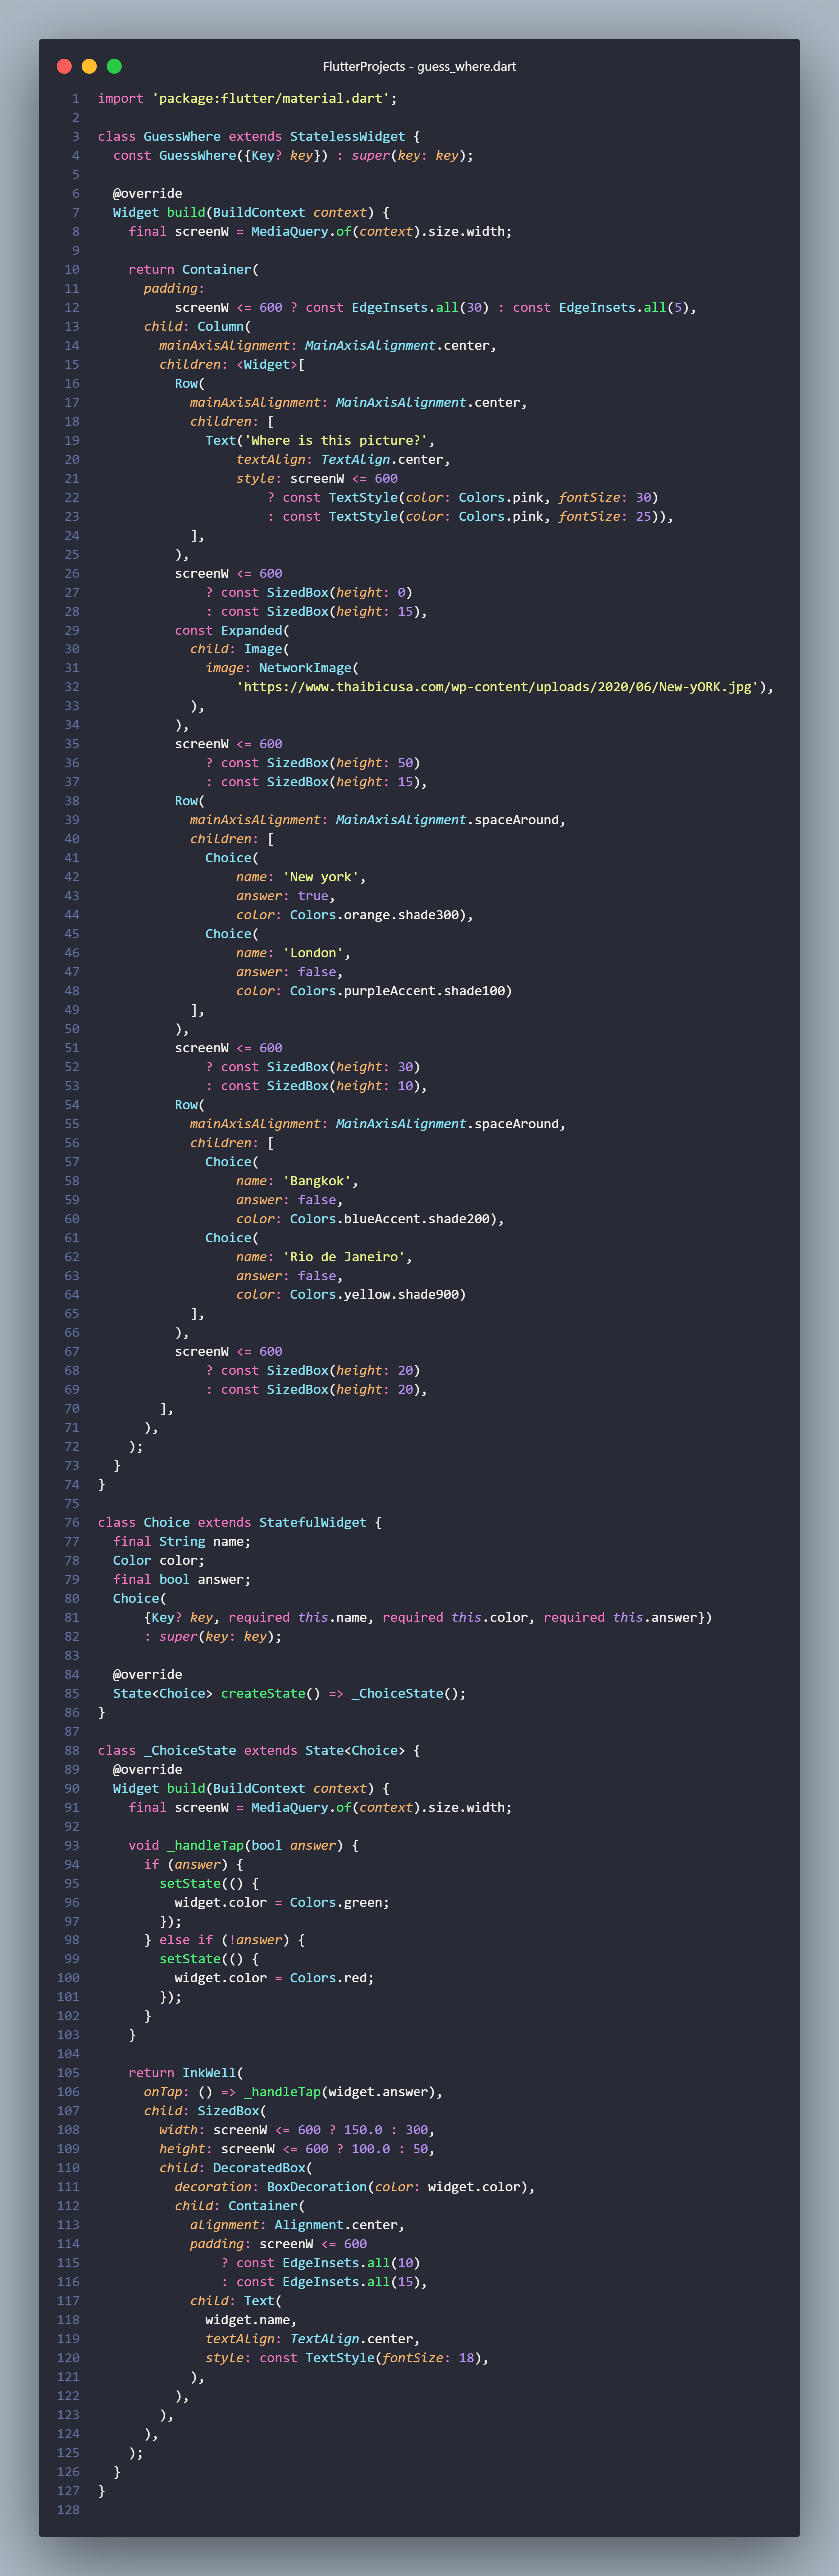 FlutterProjects - guess_where.dart
1 import 'package:flutter/material.dart';
2
3 class GuessWhere extends StatelessWidget {
4   const GuessWhere({Key? key}) : super(key: key);
5
6   @override
7   Widget build(BuildContext context) {
8     final screenW = MediaQuery.of(context).size.width;
9
10     return Container(
11       padding:
12           screenW <= 600 ? const EdgeInsets.all(30) : const EdgeInsets.all(5),
13       child: Column(
14         mainAxisAlignment: MainAxisAlignment.center,
15         children: <Widget>[
16           Row(
17             mainAxisAlignment: MainAxisAlignment.center,
18             children: [
19               Text('Where is this picture?',
20                   textAlign: TextAlign.center,
21                   style: screenW <= 600
22                       ? const TextStyle(color: Colors.pink, fontSize: 30)
23                       : const TextStyle(color: Colors.pink, fontSize: 25)),
24             ],
25           ),
26           screenW <= 600
27               ? const SizedBox(height: 0)
28               : const SizedBox(height: 15),
29           const Expanded(
30             child: Image(
31               image: NetworkImage(
32                   'https://www.thaibicusa.com/wp-content/uploads/2020/06/New-yORK.jpg'),
33             ),
34           ),
35           screenW <= 600
36               ? const SizedBox(height: 50)
37               : const SizedBox(height: 15),
38           Row(
39             mainAxisAlignment: MainAxisAlignment.spaceAround,
40             children: [
41               Choice(
42                   name: 'New york',
43                   answer: true,
44                   color: Colors.orange.shade300),
45               Choice(
46                   name: 'London',
47                   answer: false,
48                   color: Colors.purpleAccent.shade100)
49             ],
50           ),
51           screenW <= 600
52               ? const SizedBox(height: 30)
53               : const SizedBox(height: 10),
54           Row(
55             mainAxisAlignment: MainAxisAlignment.spaceAround,
56             children: [
57               Choice(
58                   name: 'Bangkok',
59                   answer: false,
60                   color: Colors.blueAccent.shade200),
61               Choice(
62                   name: 'Rio de Janeiro',
63                   answer: false,
64                   color: Colors.yellow.shade900)
65             ],
66           ),
67           screenW <= 600
68               ? const SizedBox(height: 20)
69               : const SizedBox(height: 20),
70         ],
71       ),
72     );
73   }
74 }
75
76 class Choice extends StatefulWidget {
77   final String name;
78   Color color;
79   final bool answer;
80   Choice(
81       {Key? key, required this.name, required this.color, required this.answer})
82       : super(key: key);
83
84   @override
85   State<Choice> createState() => _ChoiceState();
86 }
87
88 class _ChoiceState extends State<Choice> {
89   @override
90   Widget build(BuildContext context) {
91     final screenW = MediaQuery.of(context).size.width;
92
93     void _handleTap(bool answer) {
94       if (answer) {
95         setState(() {
96           widget.color = Colors.green;
97         });
98       } else if (!answer) {
99         setState(() {
100           widget.color = Colors.red;
101         });
102       }
103     }
104
105     return InkWell(
106       onTap: () => _handleTap(widget.answer),
107       child: SizedBox(
108         width: screenW <= 600 ? 150.0 : 300,
109         height: screenW <= 600 ? 100.0 : 50,
110         child: DecoratedBox(
111           decoration: BoxDecoration(color: widget.color),
112           child: Container(
113             alignment: Alignment.center,
114             padding: screenW <= 600
115                 ? const EdgeInsets.all(10)
116                 : const EdgeInsets.all(15),
117             child: Text(
118               widget.name,
119               textAlign: TextAlign.center,
120               style: const TextStyle(fontSize: 18),
121             ),
122           ),
123         ),
124       ),
125     );
126   }
127 }
128